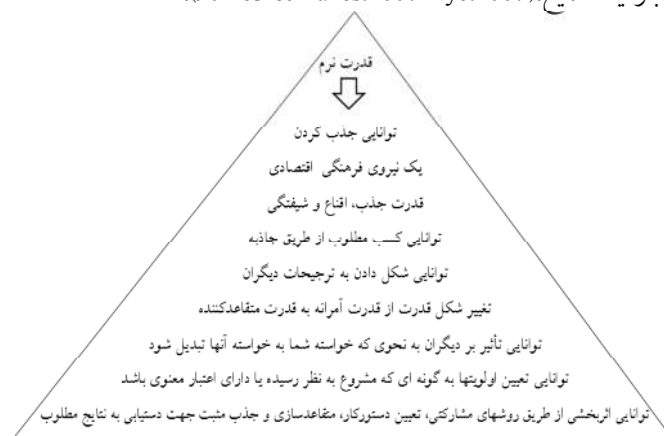 قدرت نرم
توانایی جذب کردن
یک نیروی فرهنگی اقتصادی
قدرت جذب، اقناع و شیفتگی
توانایی کسب مطلوب از طریق جاذبه
توانایی شکل دادن به ترجیحات دیگران
تغییر شکل قدرت از قدرت آمرانه به قدرت متقاعدکننده
توانایی تأثیر بر دیگران به نحوی که خواسته شما به خواسته آنها تبدیل شود
توانایی تعیین اولویتها به گونه ای که مشروع به نظر رسیده یا دارای اعتبار معنوی باشد
توانایی اثربخشی از طریق روشهای مشارکتی، تعیین دستورکار، متقاعدسازی و جذب مثبت جهت دستیابی به نتایج مطلوب